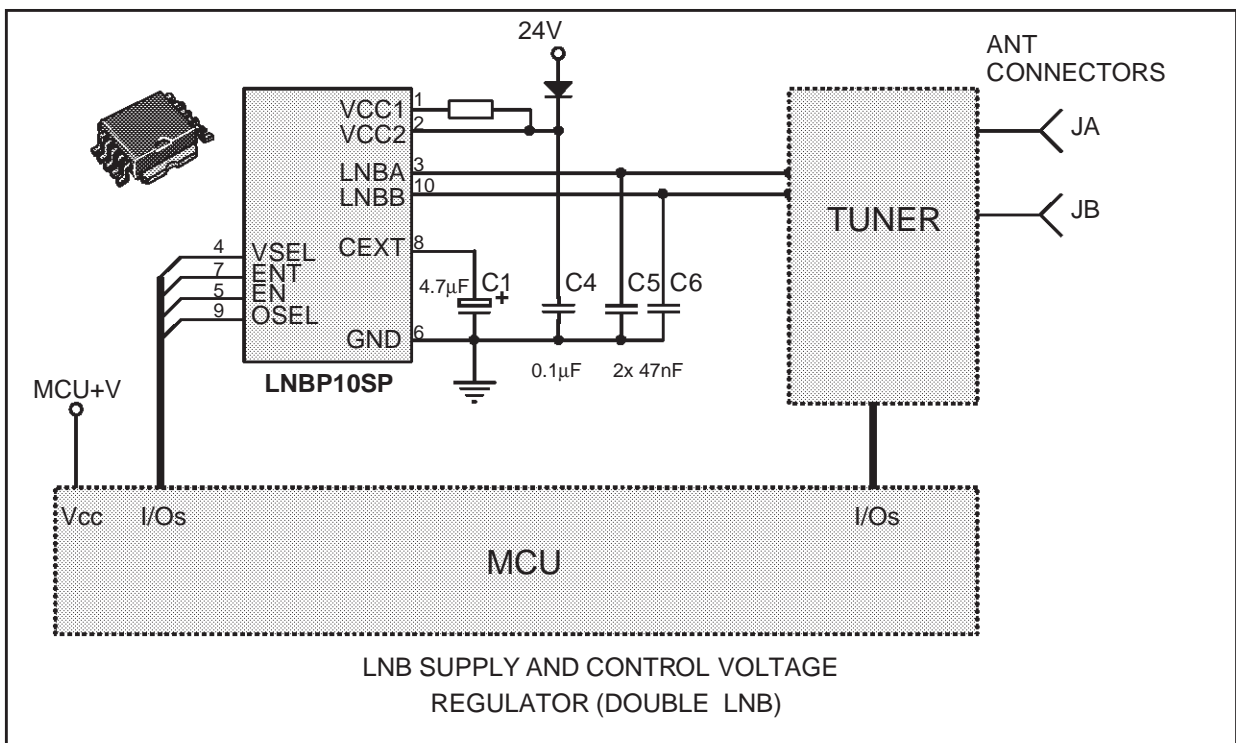 24V
ANT
CONNECTORS
VCC1
1
VCC2
2
JA
LNBA
3
LNBB
10
TUNER
JB
4
VSEL
CEXT
8
7
ENT
4.7μF
C1
+
C4
C5
C6
5
EN
9
OSEL
GND
6
0.1μF
2x 47nF
LNBP10SP
MCU+V
Vcc
I/Os
I/Os
MCU
LNB SUPPLY AND CONTROL VOLTAGE
REGULATOR (DOUBLE LNB)